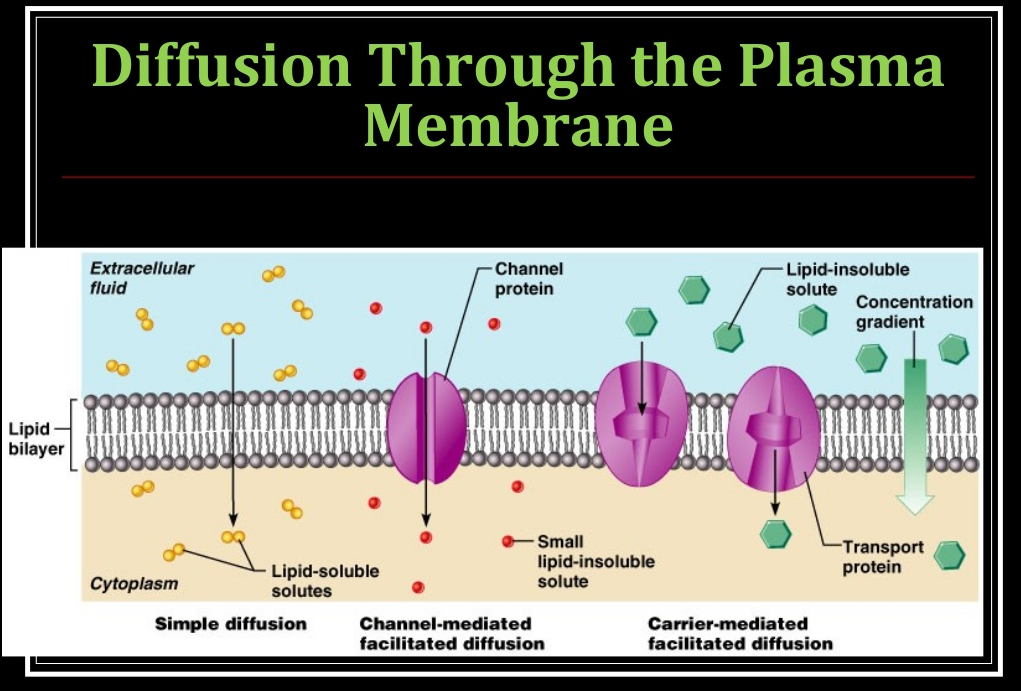 Diffusion Through the Plasma
Membrane
Extracellular
fluid
Channel
protein
Lipid-insoluble
solute
Concentration
gradient
Lipid
bilayer
Small
lipid-insoluble
solute
Transport
protein
Lipid-soluble
solutes
Cytoplasm
Simple diffusion
Channel-mediated
facilitated diffusion
Carrier-mediated
facilitated diffusion